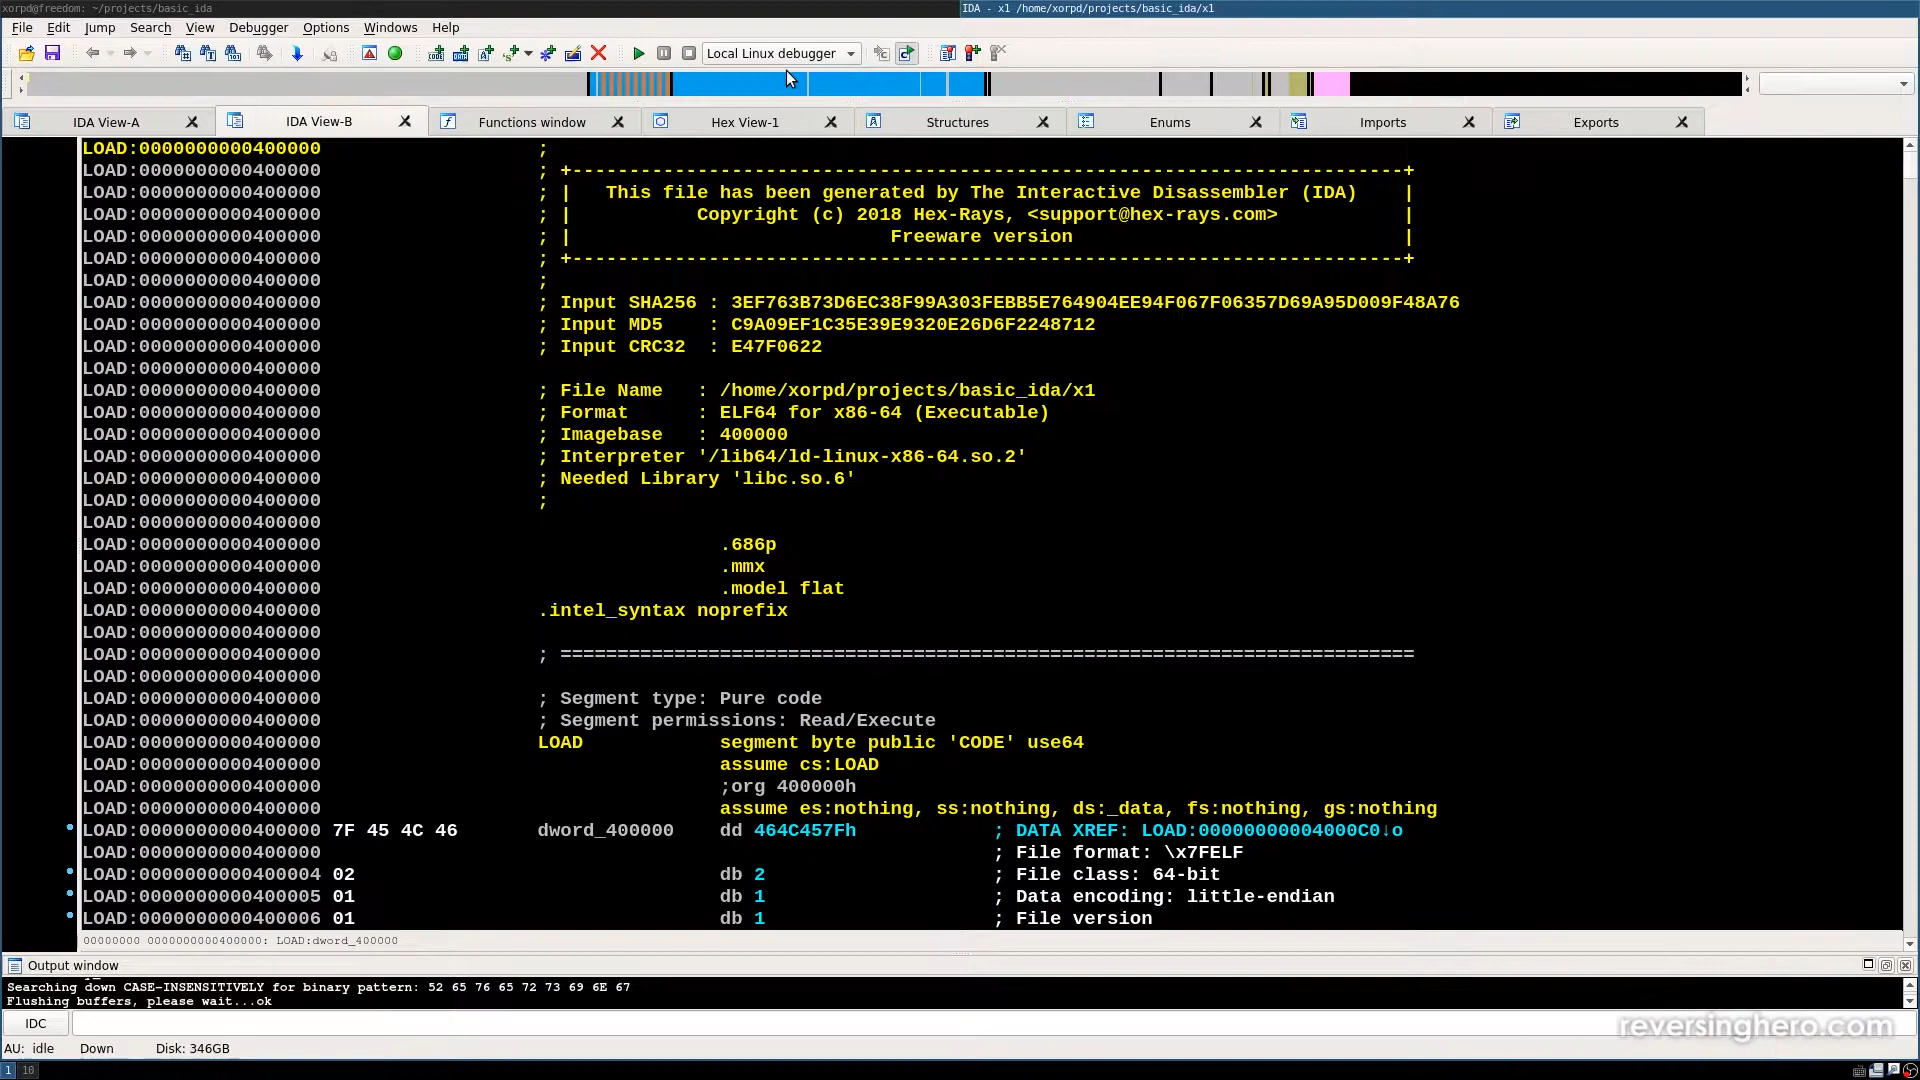 xorpd@freedom: ~/projects/basic_ida
IDA - x1 /home/xorpd/projects/basic_ida/x1
File Edit Jump Search View Debugger Options Windows Help
Local Linux debugger
IDA View-A IDA View-B Functions window Hex View-1 Structures Enums Imports Exports
LOAD:0000000000400000 ;
LOAD:0000000000400000 ; +-------------------------------------------------------------------------+
LOAD:0000000000400000 ; | This file has been generated by The Interactive Disassembler (IDA) |
LOAD:0000000000400000 ; | Copyright (c) 2018 Hex-Rays, <support@hex-rays.com> |
LOAD:0000000000400000 ; | Freeware version |
LOAD:0000000000400000 ; +-------------------------------------------------------------------------+
LOAD:0000000000400000 ;
LOAD:0000000000400000 ; Input SHA256 : 3EF763B73D6EC38F99A303FEBB5E764904EE94F067F06357D69A95D009F48A76
LOAD:0000000000400000 ; Input MD5 : C9A09EF1C35E39E9320E26D6F2248712
LOAD:0000000000400000 ; Input CRC32 : E47F0622
LOAD:0000000000400000
LOAD:0000000000400000 ; File Name : /home/xorpd/projects/basic_ida/x1
LOAD:0000000000400000 ; Format : ELF64 for x86-64 (Executable)
LOAD:0000000000400000 ; Imagebase : 400000
LOAD:0000000000400000 ; Interpreter '/lib64/ld-linux-x86-64.so.2'
LOAD:0000000000400000 ; Needed Library 'libc.so.6'
LOAD:0000000000400000 ;
LOAD:0000000000400000
LOAD:0000000000400000 .686p
LOAD:0000000000400000 .mmx
LOAD:0000000000400000 .model flat
LOAD:0000000000400000 .intel_syntax noprefix
LOAD:0000000000400000
LOAD:0000000000400000 ; ===========================================================================
LOAD:0000000000400000
LOAD:0000000000400000 ; Segment type: Pure code
LOAD:0000000000400000 ; Segment permissions: Read/Execute
LOAD:0000000000400000 LOAD segment byte public 'CODE' use64
LOAD:0000000000400000 assume cs:LOAD
LOAD:0000000000400000 ;org 400000h
LOAD:0000000000400000 assume es:nothing, ss:nothing, ds:_data, fs:nothing, gs:nothing
LOAD:0000000000400000 7F 45 4C 46 dword_400000 dd 464C457Fh ; DATA XREF: LOAD:00000000004000C0↓o
LOAD:0000000000400000 ; File format: \x7FELF
LOAD:0000000000400004 02 db 2 ; File class: 64-bit
LOAD:0000000000400005 01 db 1 ; Data encoding: little-endian
LOAD:0000000000400006 01 db 1 ; File version
00000000 0000000000400000: LOAD:dword_400000
Output window
Searching down CASE-INSENSITIVELY for binary pattern: 52 65 76 65 72 73 69 6E 67
Flushing buffers, please wait...ok
IDC
reversinghero.com
AU: idle Down Disk: 346GB
1 10